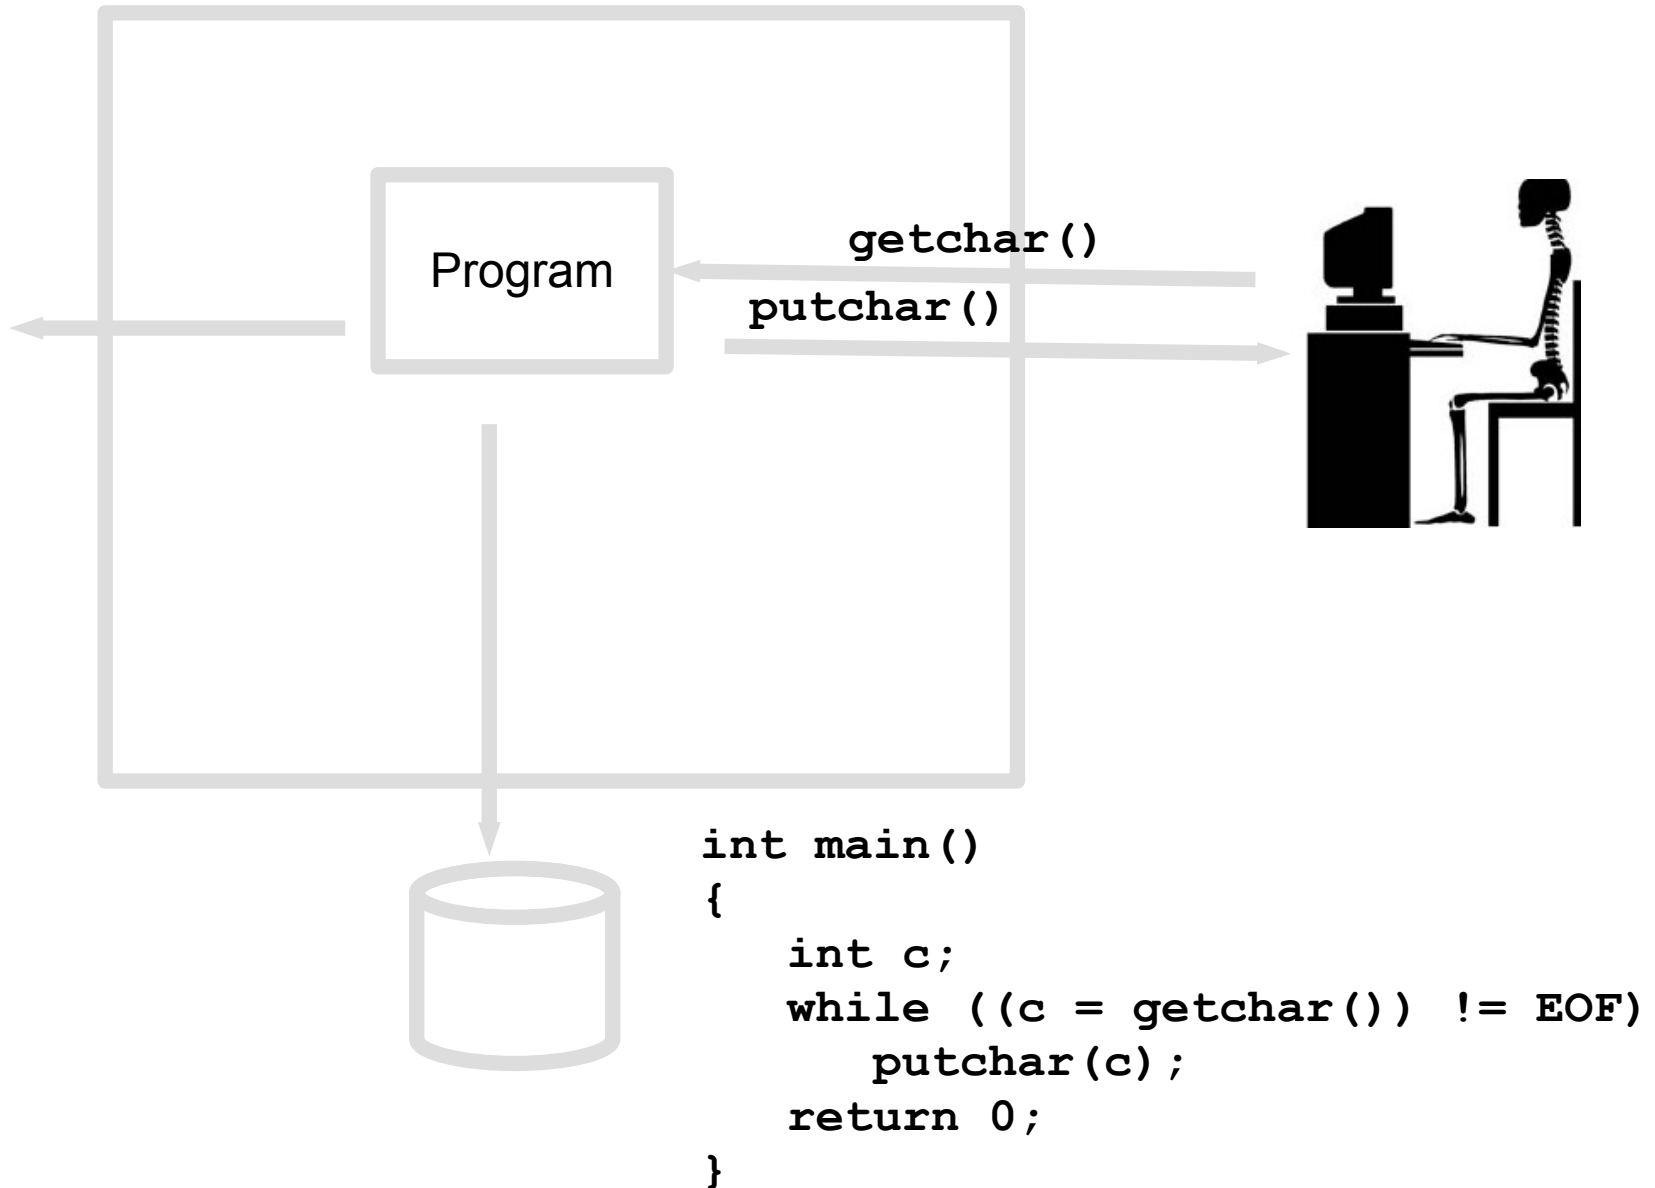 Program
getchar()
putchar()
int main()
{
int c;
while ((c = getchar()) != EOF)
putchar(c);
return 0;
}